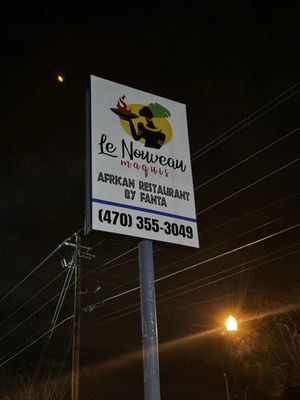 Le Nouveau
maquis
AFRICAN RESTAURANT
BY FANTA
(470) 355-3049